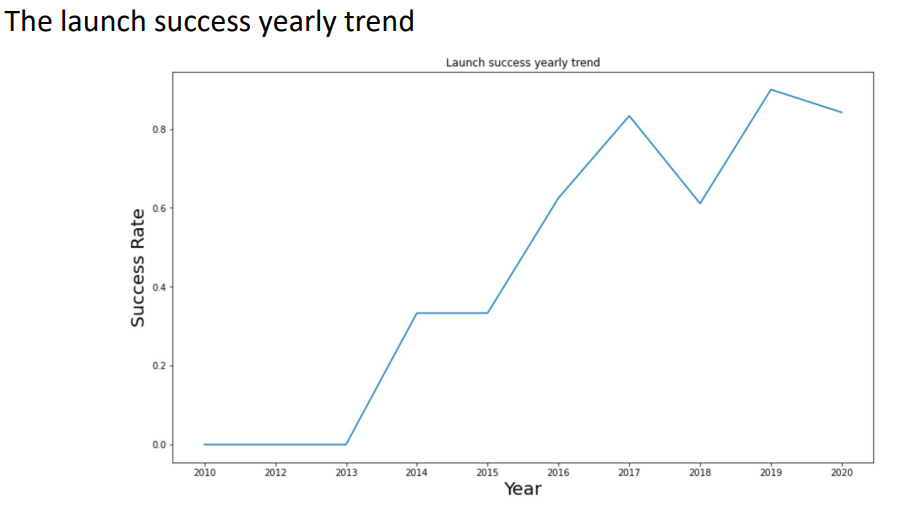 The launch success yearly trend
Launch success yearly trend
Success Rate
0.8
0.6
0.4
0.2
0.0
2010 2012 2013 2014 2015 2016 2017 2018 2019 2020
Year